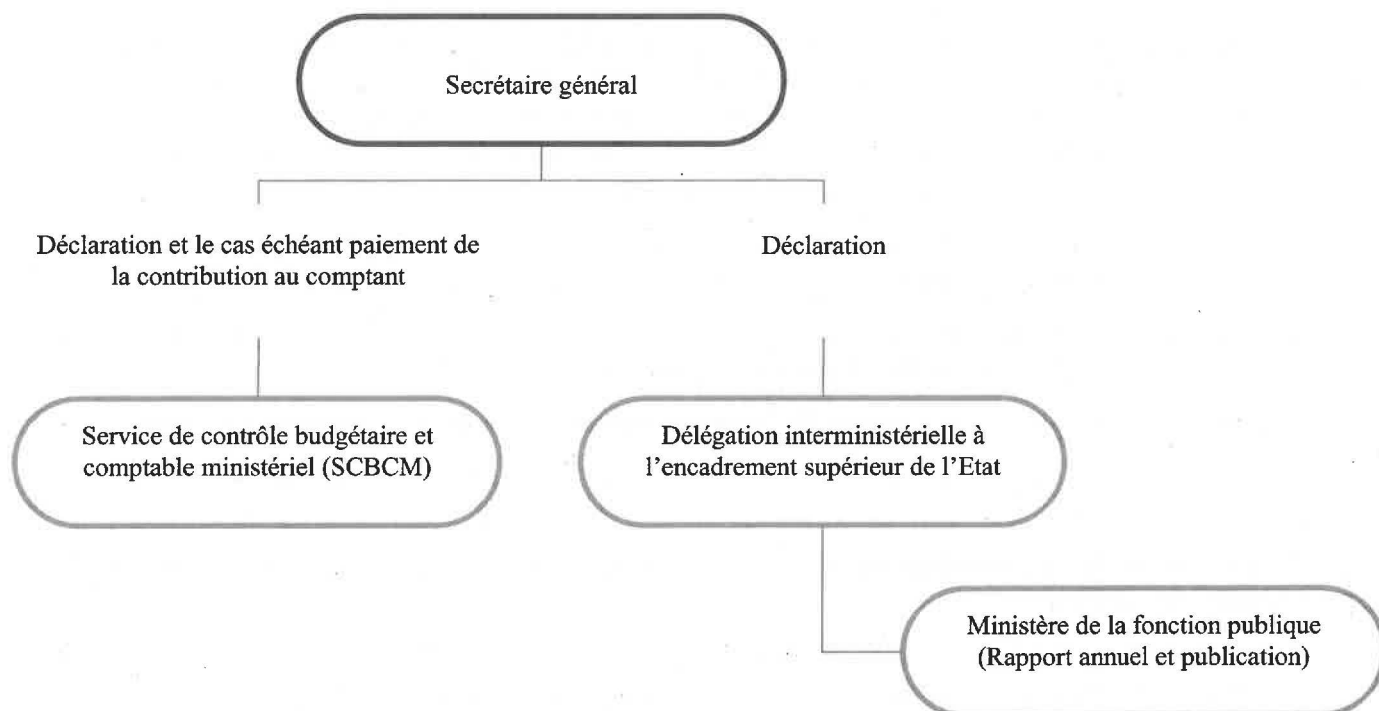 Secrétaire général
Déclaration et le cas échéant paiement de
la contribution au comptant
Déclaration
Service de contrôle budgétaire et
comptable ministériel (SCBCM)
Délégation interministérielle à
l’encadrement supérieur de l’Etat
Ministère de la fonction publique
(Rapport annuel et publication)